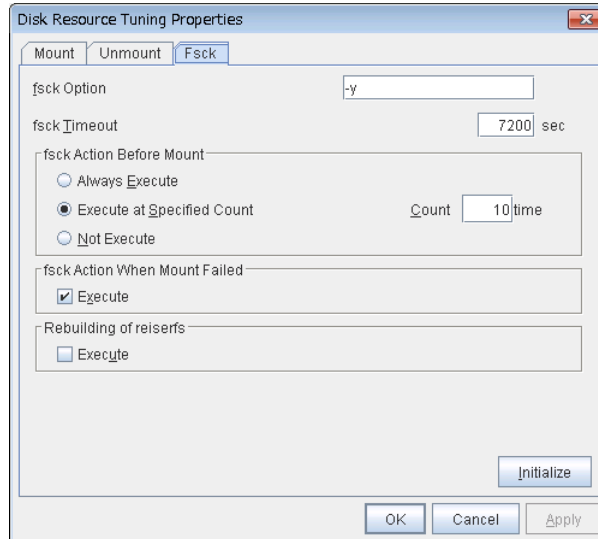 Disk Resource Tuning Properties
Mount Unmount Fsck
fsck Option -y
fsck Timeout 7200 sec
fsck Action Before Mount
Always Execute
Execute at Specified Count Count 10 time
Not Execute
fsck Action When Mount Failed
Execute
Rebuilding of reiserfs
Execute
Initialize
OK Cancel Apply